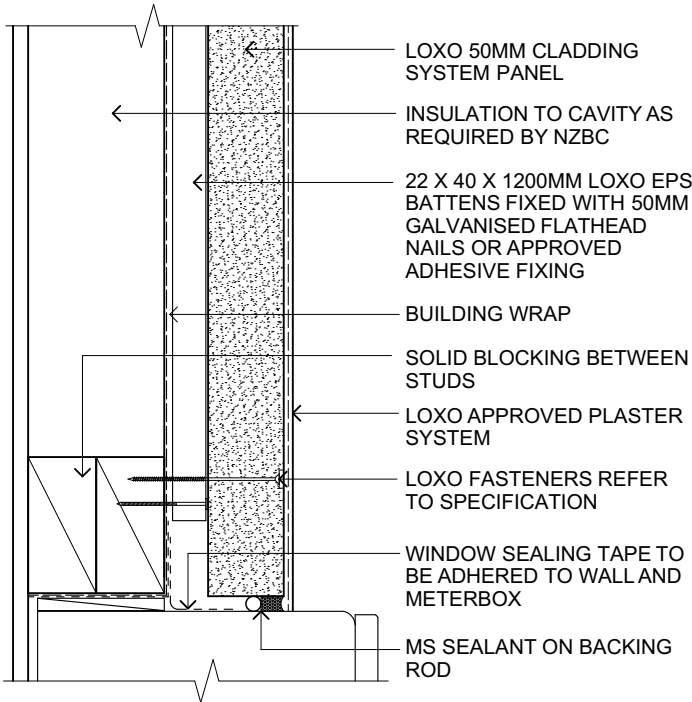 LOXO 50MM CLADDING
SYSTEM PANEL
INSULATION TO CAVITY AS
REQUIRED BY NZBC
22 X 40 X 1200MM LOXO EPS
BATTENS FIXED WITH 50MM
GALVANISED FLATHEAD
NAILS OR APPROVED
ADHESIVE FIXING
BUILDING WRAP
SOLID BLOCKING BETWEEN
STUDS
LOXO APPROVED PLASTER
SYSTEM
LOXO FASTENERS REFER
TO SPECIFICATION
WINDOW SEALING TAPE TO
BE ADHERED TO WALL AND
METERBOX
MS SEALANT ON BACKING
ROD